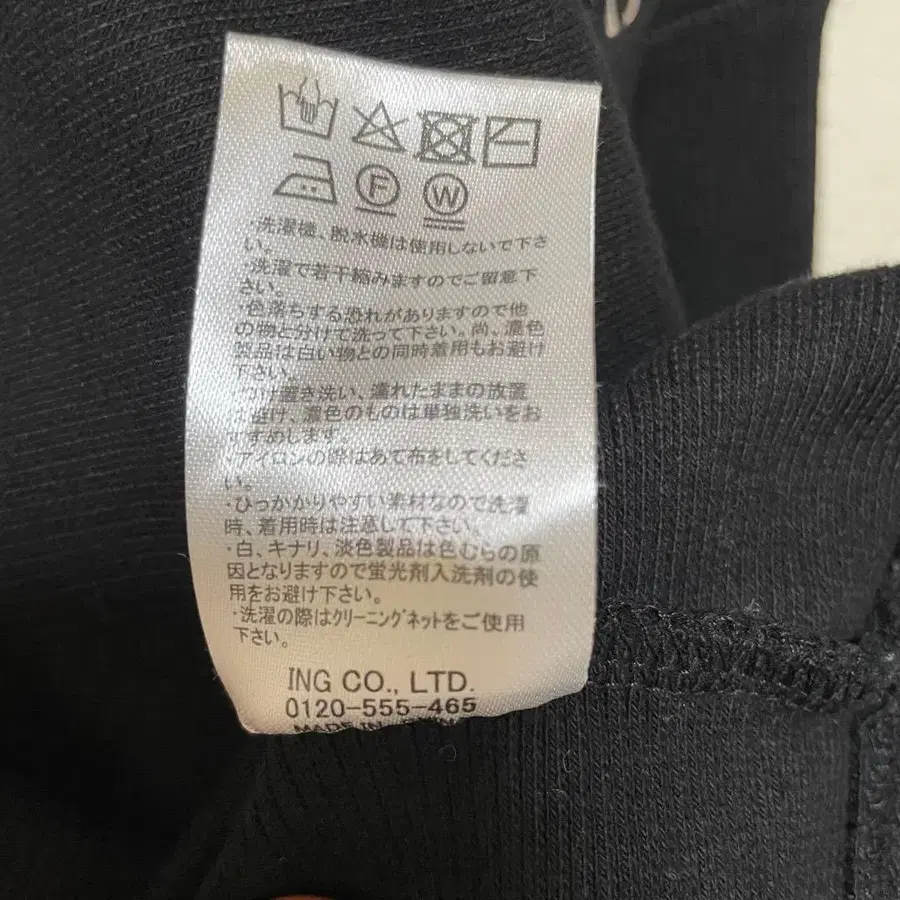 F W
・洗濯機、脱水機は使用しないで下さ
い。
・洗濯で若干縮みますのでご留意下
さい。
・色落ちする恐れがありますので他
の物と分けて洗って下さい。尚、濃色
製品は白い物との同時着用もお避け
下さい。
け置き洗い、濡れたままの放置
避け、濃色のものは単独洗いをお
すすめします。
・アイロンの際はあて布をしてくださ
い。
・ひっかかりやすい素材なので洗濯
時、着用時は注意して下さい。
・白、キナリ、淡色製品は色むらの原
因となりますので蛍光剤入洗剤の使
用をお避け下さい。
・洗濯の際はクリーニングネットをご使用
下さい。
ING CO., LTD.
0120-555-465
MADE IN